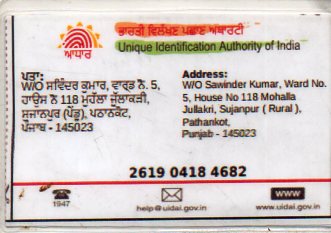 ਭਾਰਤੀ ਵਿਲੱਖਣ ਪਛਾਣ ਅਥਾਰਟੀ
Unique Identification Authority of India
ਆਧਾਰ
ਪਤਾ:
W/O ਸਵਿੰਦਰ ਕੁਮਾਰ, ਵਾਰਡ ਨੰ. 5,
ਹਾਊਸ ਨੰ 118 ਮੁਹੱਲਾ ਜੁੱਲਾਕੜੀ,
ਸੁਜਾਨਪੁਰ (ਪੇਂਡੂ), ਪਠਾਨਕੋਟ,
ਪੰਜਾਬ - 145023
Address:
W/O Sawinder Kumar, Ward No.
5, House No 118 Mohalla
Jullakri, Sujanpur ( Rural ),
Pathankot,
Punjab - 145023
2619 0418 4682
1947
help@uidai.gov.in
www
www.uidai.gov.in